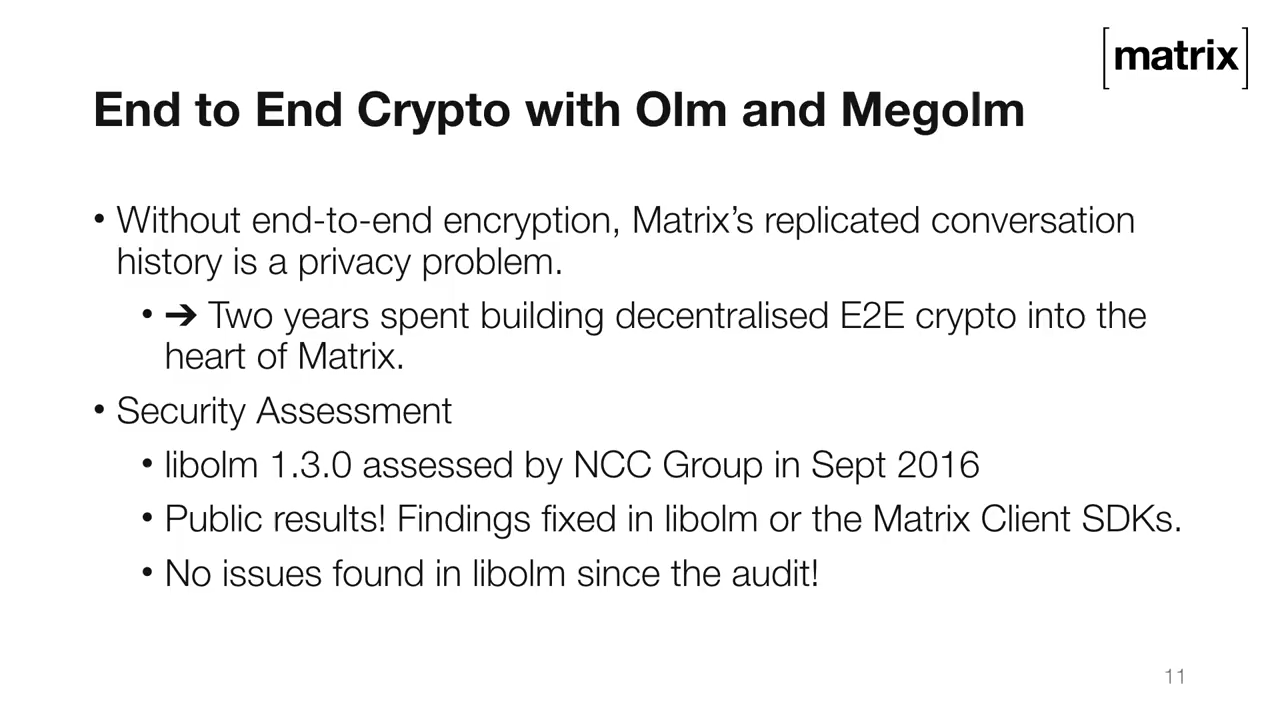 [matrix]
End to End Crypto with Olm and Megolm
• Without end-to-end encryption, Matrix’s replicated conversation
history is a privacy problem.
• ➔ Two years spent building decentralised E2E crypto into the
heart of Matrix.
• Security Assessment
• libolm 1.3.0 assessed by NCC Group in Sept 2016
• Public results! Findings fixed in libolm or the Matrix Client SDKs.
• No issues found in libolm since the audit!
11